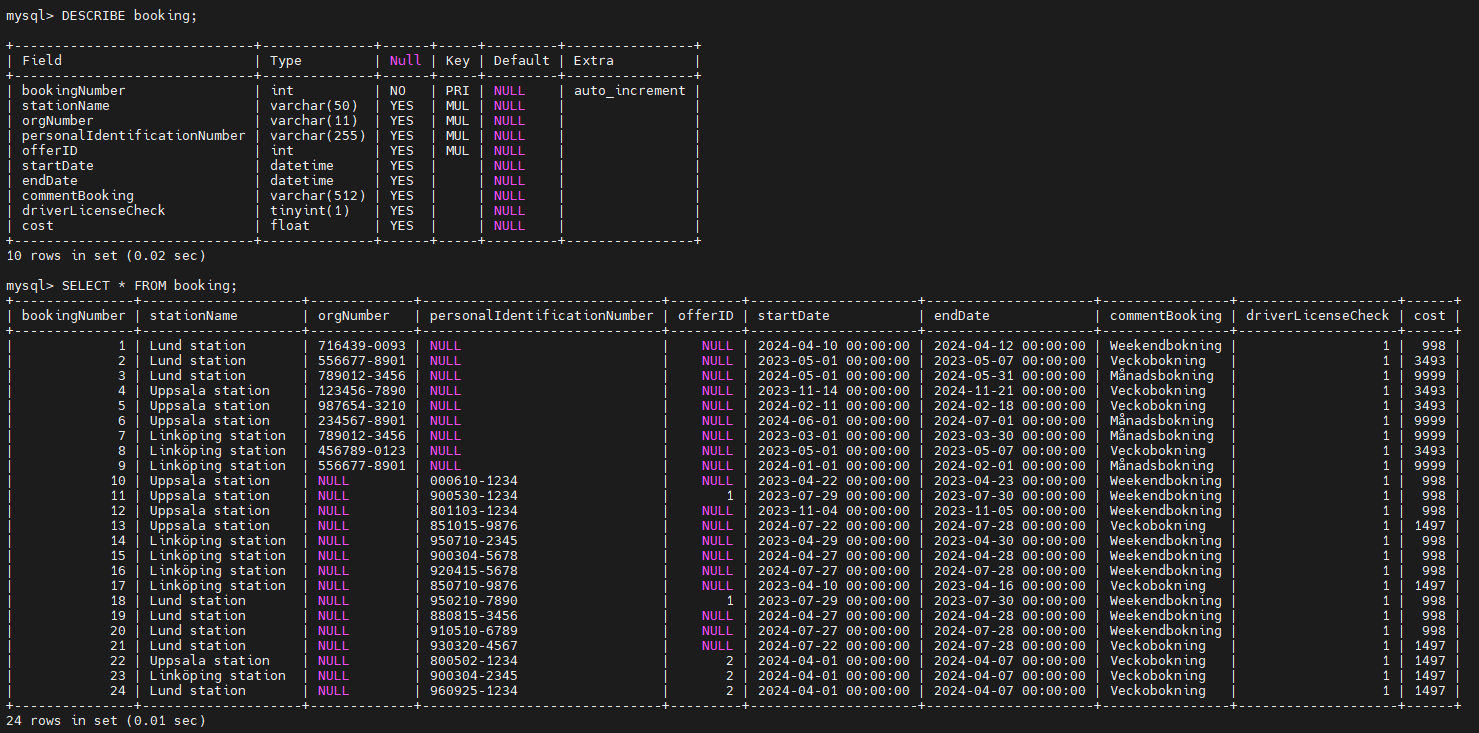 mysql> DESCRIBE booking;
+------------------------------+--------------+------+-----+---------+----------------+
| Field                        | Type         | Null | Key | Default | Extra          |
+------------------------------+--------------+------+-----+---------+----------------+
| bookingNumber                | int          | NO   | PRI | NULL    | auto_increment |
| stationName                  | varchar(50)  | YES  | MUL | NULL    |                |
| orgNumber                    | varchar(11)  | YES  | MUL | NULL    |                |
| personalIdentificationNumber | varchar(255) | YES  | MUL | NULL    |                |
| offerID                      | int          | YES  | MUL | NULL    |                |
| startDate                    | datetime     | YES  |     | NULL    |                |
| endDate                      | datetime     | YES  |     | NULL    |                |
| commentBooking               | varchar(512) | YES  |     | NULL    |                |
| driverLicenseCheck           | tinyint(1)   | YES  |     | NULL    |                |
| cost                         | float        | YES  |     | NULL    |                |
+------------------------------+--------------+------+-----+---------+----------------+
10 rows in set (0.02 sec)
mysql> SELECT * FROM booking;
+---------------+--------------------+-------------+------------------------------+---------+---------------------+---------------------+----------------+--------------------+------+
| bookingNumber | stationName        | orgNumber   | personalIdentificationNumber | offerID | startDate           | endDate             | commentBooking | driverLicenseCheck | cost |
+---------------+--------------------+-------------+------------------------------+---------+---------------------+---------------------+----------------+--------------------+------+
| 1 | Lund station | 716439-0093 | NULL | NULL | 2024-04-10 00:00:00 | 2024-04-12 00:00:00 | Weekendbokning | 1 | 998 |
| 2 | Lund station | 556677-8901 | NULL | NULL | 2023-05-01 00:00:00 | 2023-05-07 00:00:00 | Veckobokning | 1 | 3493 |
| 3 | Lund station | 789012-3456 | NULL | NULL | 2024-05-01 00:00:00 | 2024-05-31 00:00:00 | Månadsbokning | 1 | 9999 |
| 4 | Uppsala station | 123456-7890 | NULL | NULL | 2023-11-14 00:00:00 | 2024-11-21 00:00:00 | Veckobokning | 1 | 3493 |
| 5 | Uppsala station | 987654-3210 | NULL | NULL | 2024-02-11 00:00:00 | 2024-02-18 00:00:00 | Veckobokning | 1 | 3493 |
| 6 | Uppsala station | 234567-8901 | NULL | NULL | 2024-06-01 00:00:00 | 2024-07-01 00:00:00 | Månadsbokning | 1 | 9999 |
| 7 | Linköping station | 789012-3456 | NULL | NULL | 2023-03-01 00:00:00 | 2023-03-30 00:00:00 | Månadsbokning | 1 | 9999 |
| 8 | Linköping station | 456789-0123 | NULL | NULL | 2023-05-01 00:00:00 | 2023-05-07 00:00:00 | Veckobokning | 1 | 3493 |
| 9 | Linköping station | 556677-8901 | NULL | NULL | 2024-01-01 00:00:00 | 2024-02-01 00:00:00 | Månadsbokning | 1 | 9999 |
| 10 | Uppsala station | NULL | 000610-1234 | NULL | 2023-04-22 00:00:00 | 2023-04-23 00:00:00 | Weekendbokning | 1 | 998 |
| 11 | Uppsala station | NULL | 900530-1234 | 1 | 2023-07-29 00:00:00 | 2023-07-30 00:00:00 | Weekendbokning | 1 | 998 |
| 12 | Uppsala station | NULL | 801103-1234 | NULL | 2023-11-04 00:00:00 | 2023-11-05 00:00:00 | Weekendbokning | 1 | 998 |
| 13 | Uppsala station | NULL | 851015-9876 | NULL | 2024-07-22 00:00:00 | 2024-07-28 00:00:00 | Veckobokning | 1 | 1497 |
| 14 | Linköping station | NULL | 950710-2345 | NULL | 2023-04-29 00:00:00 | 2023-04-30 00:00:00 | Weekendbokning | 1 | 998 |
| 15 | Linköping station | NULL | 900304-5678 | NULL | 2024-04-27 00:00:00 | 2024-04-28 00:00:00 | Weekendbokning | 1 | 998 |
| 16 | Linköping station | NULL | 920415-5678 | NULL | 2024-07-27 00:00:00 | 2024-07-28 00:00:00 | Weekendbokning | 1 | 998 |
| 17 | Linköping station | NULL | 850710-9876 | NULL | 2023-04-10 00:00:00 | 2023-04-16 00:00:00 | Veckobokning | 1 | 1497 |
| 18 | Lund station | NULL | 950210-7890 | 1 | 2023-07-29 00:00:00 | 2023-07-30 00:00:00 | Weekendbokning | 1 | 998 |
| 19 | Lund station | NULL | 880815-3456 | NULL | 2024-04-27 00:00:00 | 2024-04-28 00:00:00 | Weekendbokning | 1 | 998 |
| 20 | Lund station | NULL | 910510-6789 | NULL | 2024-07-27 00:00:00 | 2024-07-28 00:00:00 | Weekendbokning | 1 | 998 |
| 21 | Lund station | NULL | 930320-4567 | NULL | 2024-07-22 00:00:00 | 2024-07-28 00:00:00 | Veckobokning | 1 | 1497 |
| 22 | Uppsala station | NULL | 800502-1234 | 2 | 2024-04-01 00:00:00 | 2024-04-07 00:00:00 | Veckobokning | 1 | 1497 |
| 23 | Linköping station | NULL | 900304-2345 | 2 | 2024-04-01 00:00:00 | 2024-04-07 00:00:00 | Veckobokning | 1 | 1497 |
| 24 | Lund station | NULL | 960925-1234 | 2 | 2024-04-01 00:00:00 | 2024-04-07 00:00:00 | Veckobokning | 1 | 1497 |
+---------------+--------------------+-------------+------------------------------+---------+---------------------+---------------------+----------------+--------------------+------+
24 rows in set (0.01 sec)